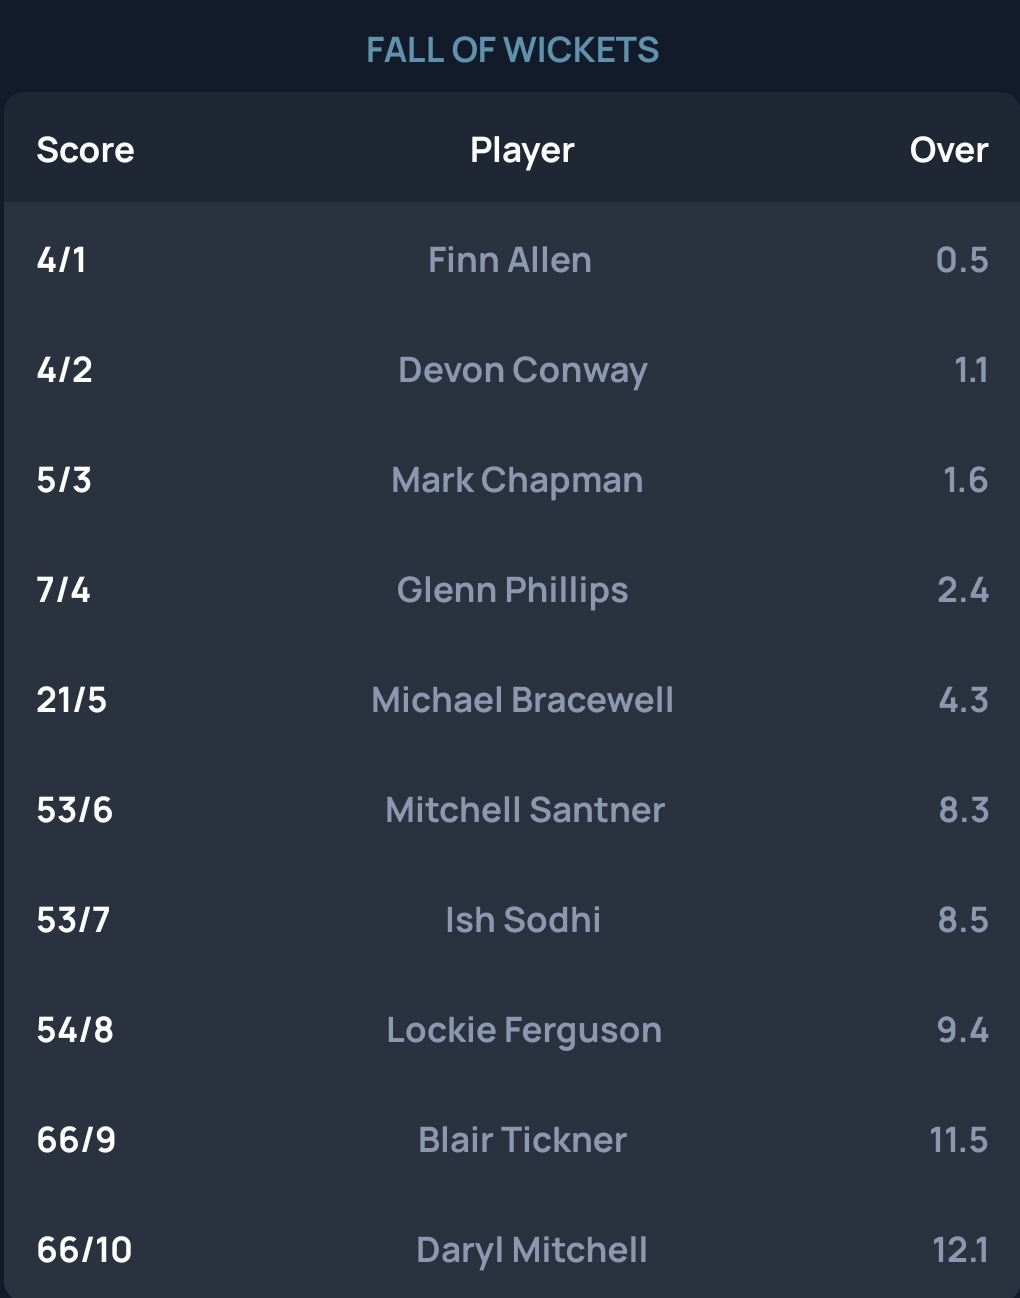 FALL OF WICKETS
Score Player Over
4/1 Finn Allen 0.5
4/2 Devon Conway 1.1
5/3 Mark Chapman 1.6
7/4 Glenn Phillips 2.4
21/5 Michael Bracewell 4.3
53/6 Mitchell Santner 8.3
53/7 Ish Sodhi 8.5
54/8 Lockie Ferguson 9.4
66/9 Blair Tickner 11.5
66/10 Daryl Mitchell 12.1